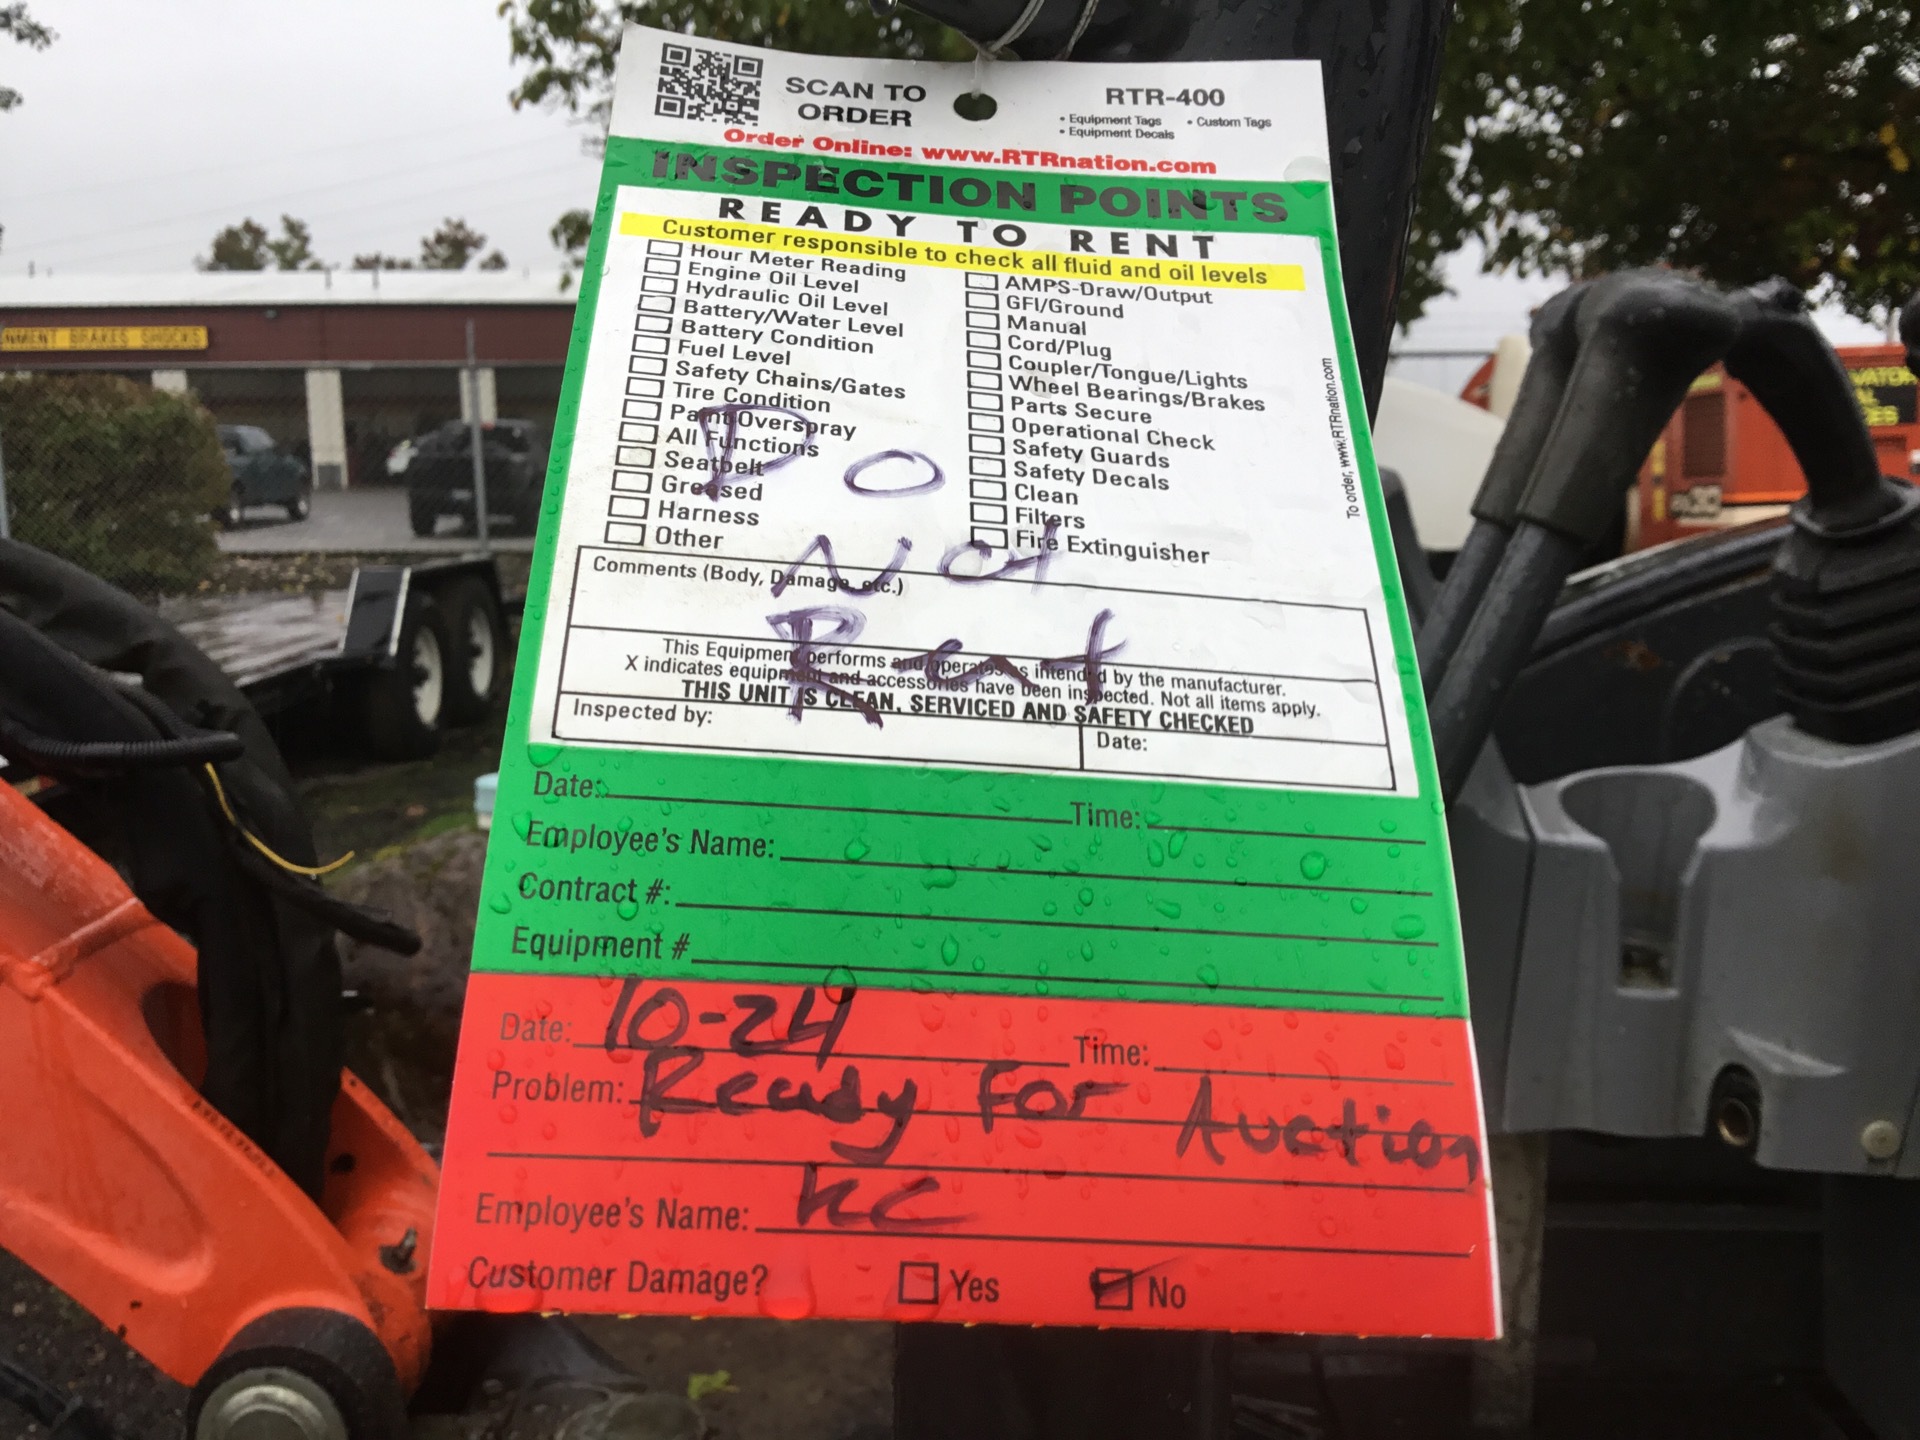 SCAN TO
ORDER
RTR-400
• Equipment Tags • Custom Tags
• Equipment Decals
Order Online: www.RTRnation.com
INSPECTION POINTS
READY TO RENT
Customer responsible to check all fluid and oil levels
Hour Meter Reading
Engine Oil Level
Hydraulic Oil Level
Battery/Water Level
Battery Condition
Fuel Level
Safety Chains/Gates
Tire Condition
Paint Overspray
All Functions
Seatbelt
Greased
Harness
Other
AMPS-Draw/Output
GFI/Ground
Manual
Cord/Plug
Coupler/Tongue/Lights
Wheel Bearings/Brakes
Parts Secure
Operational Check
Safety Guards
Safety Decals
Clean
Filters
Fire Extinguisher
To order, www.RTRnation.com
Do
Not
Rent
Comments (Body, Damage, etc.)
This Equipment performs and operates as intended by the manufacturer.
X indicates equipment and accessories have been inspected. Not all items apply.
THIS UNIT IS CLEAN, SERVICED AND SAFETY CHECKED
Inspected by: Date:
Date: Time:
Employee's Name:
Contract #:
Equipment #
Date: 10-24 Time:
Problem: Ready For Auction
Employee's Name: KC
Customer Damage? Yes No
BRAKES SHOCKS